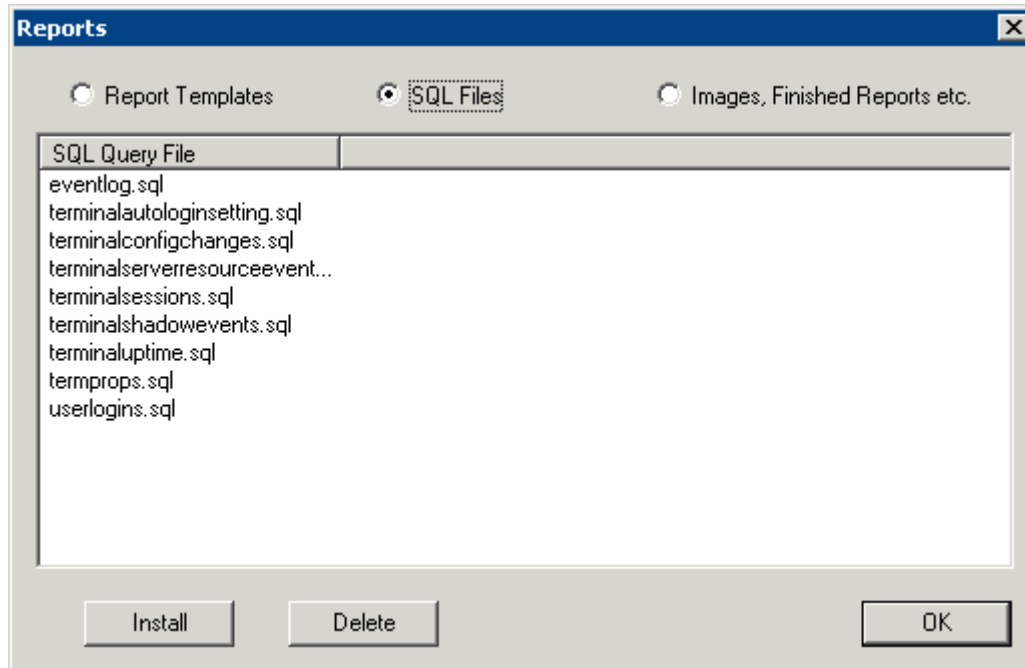 Reports
Report Templates
SQL Files
Images, Finished Reports etc.
SQL Query File
eventlog.sql
terminalautologinsetting.sql
terminalconfigchanges.sql
terminalserverresourceevent...
terminalsessions.sql
terminalshadowevents.sql
terminaluptime.sql
termprops.sql
userlogins.sql
Install
Delete
OK